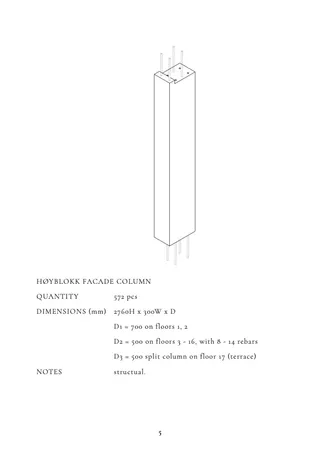 HØYBLOKK FACADE COLUMN
QUANTITY 572 pcs
DIMENSIONS (mm) 2760H x 300W x D
D1 = 700 on floors 1, 2
D2 = 500 on floors 3 - 16, with 8 - 14 rebars
D3 = 500 split column on floor 17 (terrace)
NOTES structual.
5